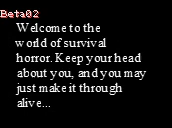 Beta02
Welcome to the
world of survival
horror. Keep your head
about you, and you may
just make it through
alive...